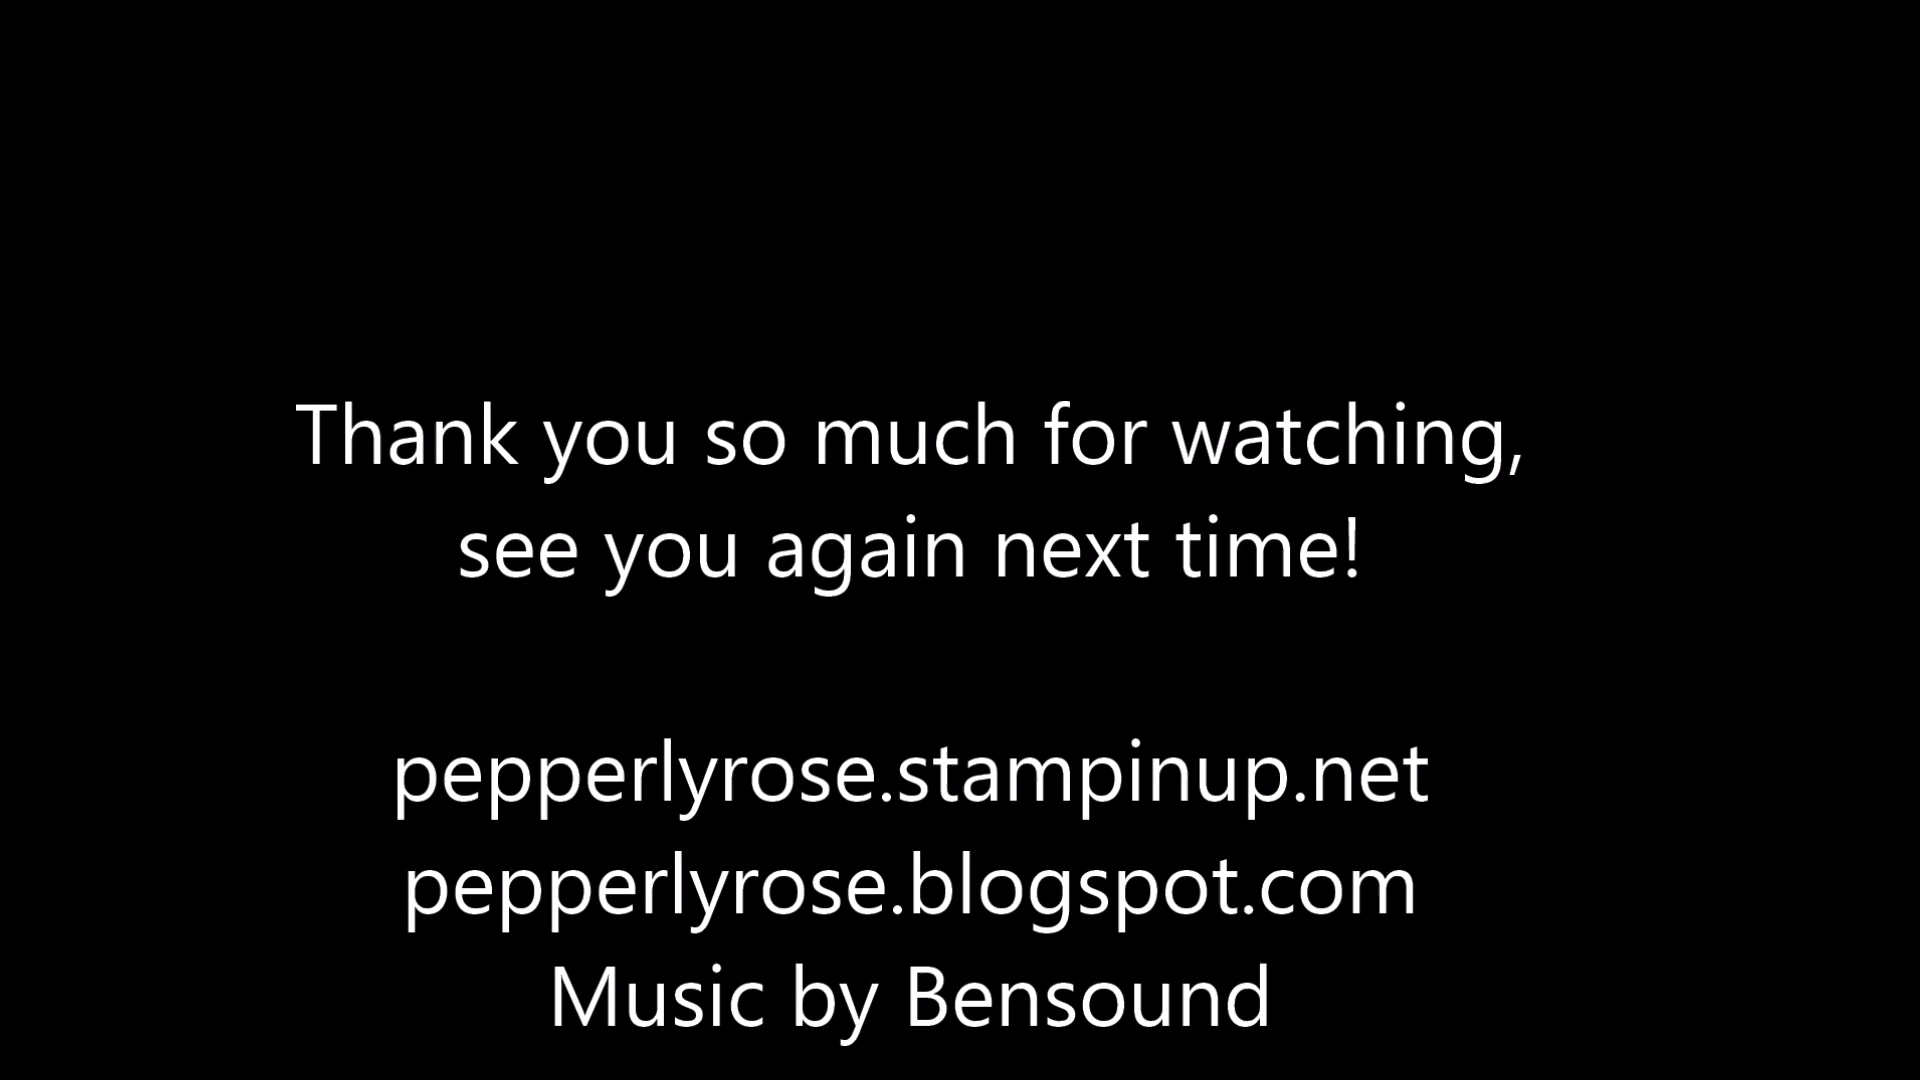 Thank you so much for watching,
see you again next time!
pepperlyrose.stampinup.net
pepperlyrose.blogspot.com
Music by Bensound